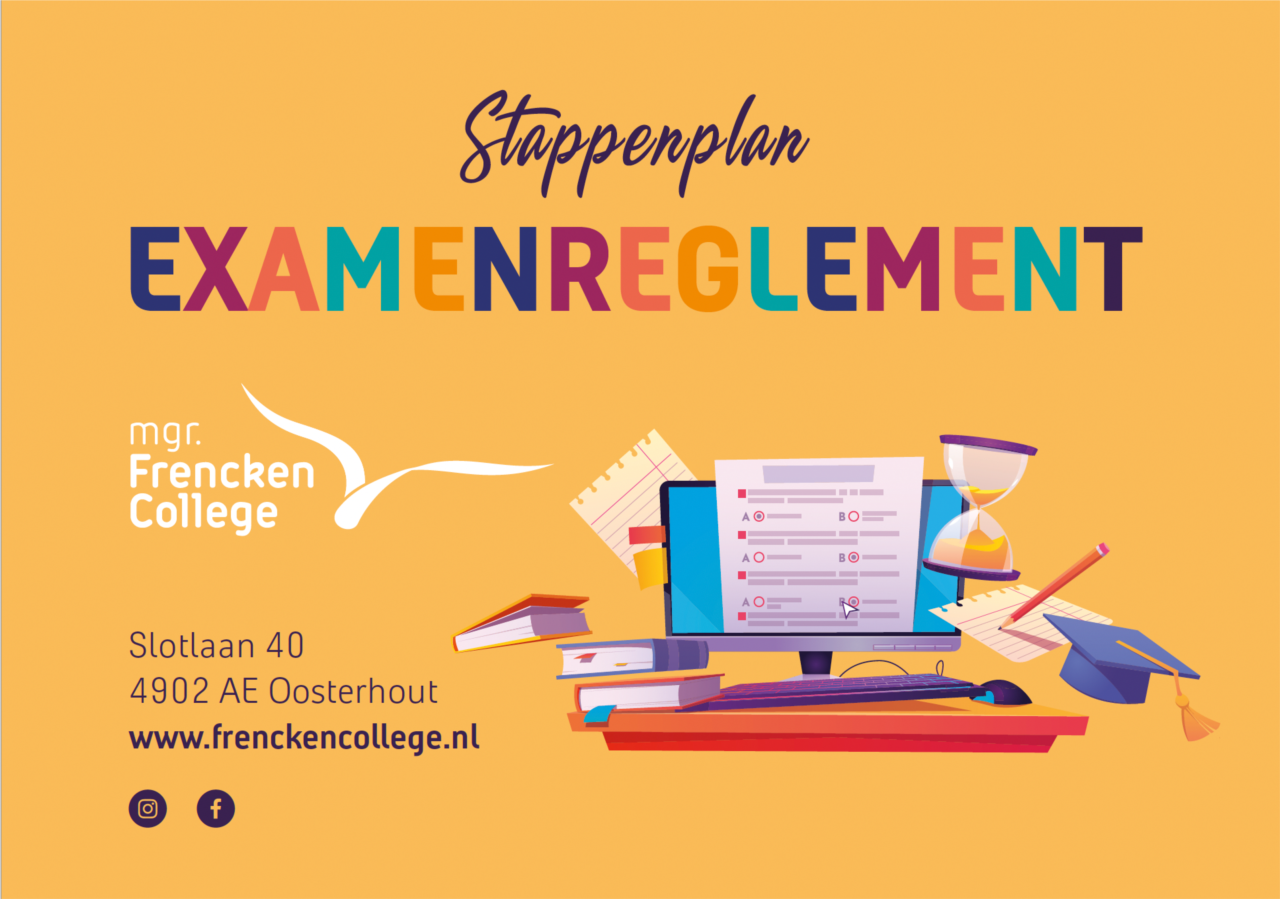 Stappenplan
EXAMENREGLEMENT
mgr.
Frencken
College
A B
A B
A B
Slotlaan 40
4902 AE Oosterhout
www.frenckencollege.nl